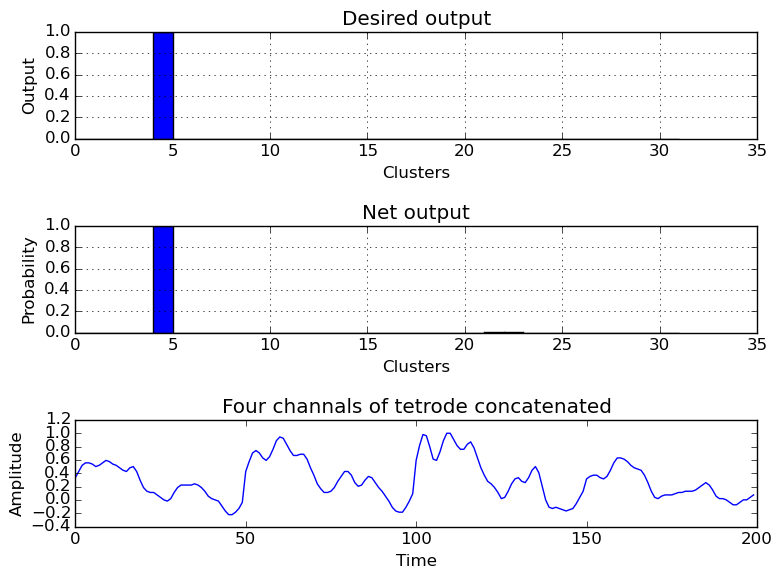 Desired output
1.0
0.8
0.6
0.4
0.2
0.0
Output
0 5 10 15 20 25 30 35
Clusters
Net output
1.0
0.8
0.6
0.4
0.2
0.0
Probability
0 5 10 15 20 25 30 35
Clusters
Four channals of tetrode concatenated
1.2
1.0
0.8
0.6
0.4
0.2
0.0
−0.2
−0.4
Amplitude
0 50 100 150 200
Time